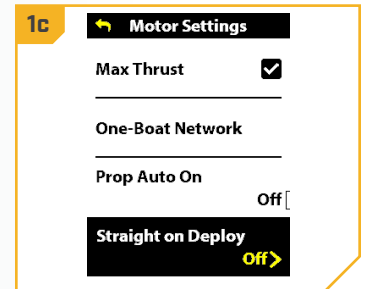 1c
Motor Settings
Max Thrust
One-Boat Network
Prop Auto On
Off
Straight on Deploy
Off>